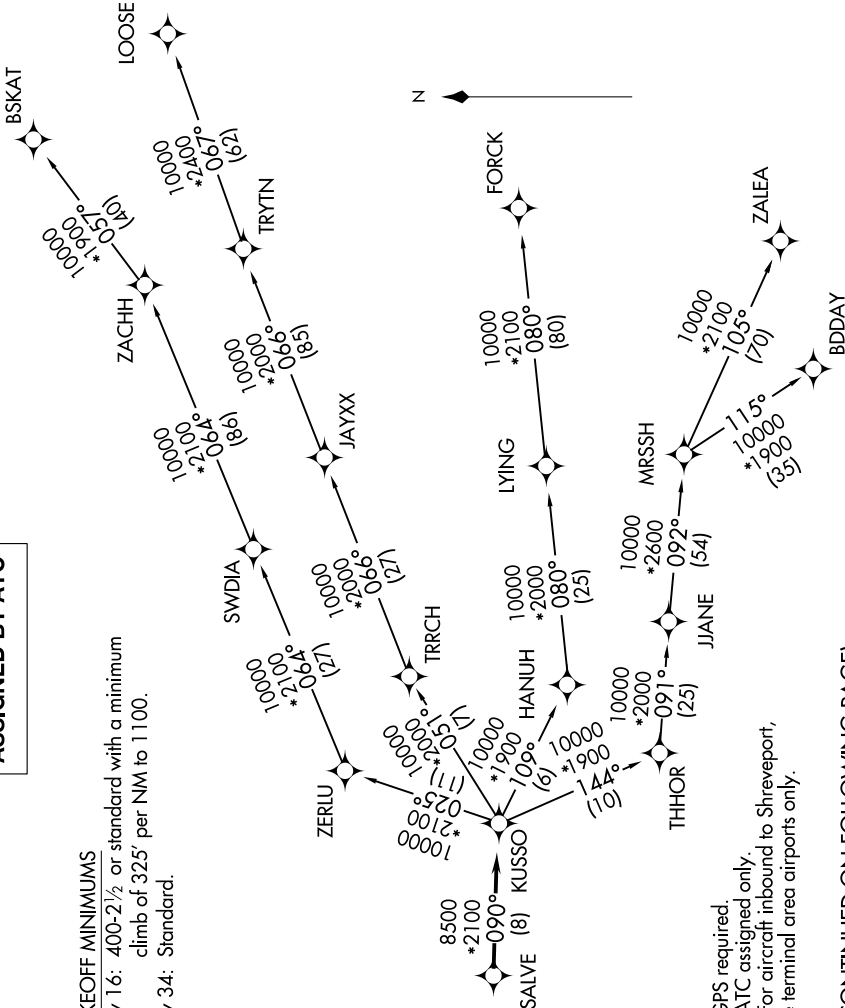 ASSIGNED BY ATC
BSKAT
LOOSE
10000
*1900
057°
(40)
10000
*2400
067°
(62)
N
ZACHH
TRYTN
FORCK
ZALEA
10000
*2100
064°
(86)
10000
*2000
066°
(85)
10000
*2100
080°
(80)
10000
*2100
105°
(70)
BDDAY
115°
10000
*1900
(35)
JAYXX
LYING
MRSSH
SWDIA
10000
*2100
064°
(27)
10000
*2000
066°
(27)
10000
*2000
080°
(25)
10000
*2600
092°
(54)
TRRCH
HANUH
JJANE
10000
*2000
051°
(7)
10000
*1900
109°
(6)
10000
*2000
091°
(25)
ZERLU
10000
*2100
025°
(11)
10000
*1900
144°
(10)
THHOR
KUSSO
8500
*2100
090°
(8)
SALVE
KEOFF MINIMUMS
16: 400-2½ or standard with a minimum
climb of 325' per NM to 1100.
34: Standard.
GPS required.
ATC assigned only.
for aircraft inbound to Shreveport,
terminal area airports only.
CONTINUED ON FOLLOWING PAGE)